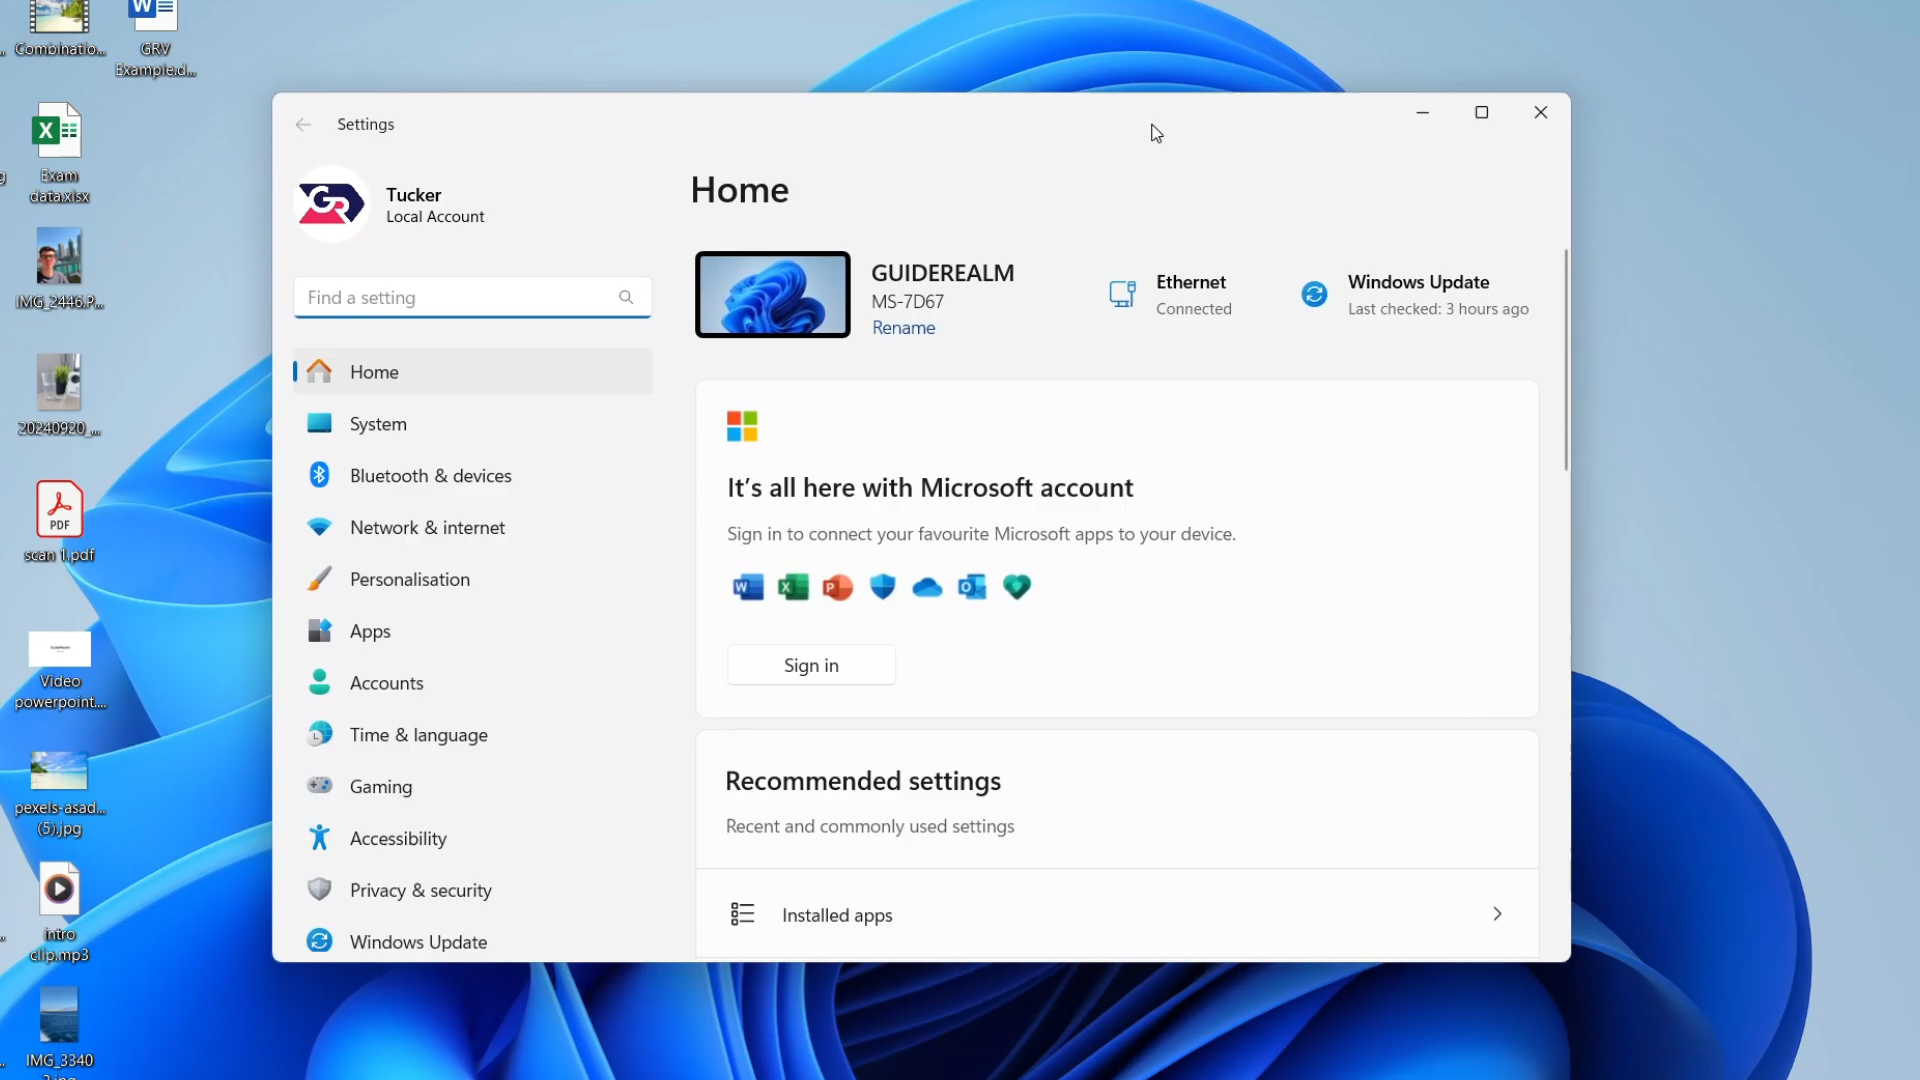 Combinatio...
GRV
Example.d...
Exam
data.xlsx
IMG_2446.P...
20240920_...
PDF
scan 1.pdf
Video
powerpoint....
pexels-asad...
(5).jpg
intro
clip.mp3
IMG_3340
Settings
GR
Tucker
Local Account
Find a setting
Home
System
Bluetooth & devices
Network & internet
Personalisation
Apps
Accounts
Time & language
Gaming
Accessibility
Privacy & security
Windows Update
Home
GUIDEREALM
MS-7D67
Rename
Ethernet
Connected
Windows Update
Last checked: 3 hours ago
It’s all here with Microsoft account
Sign in to connect your favourite Microsoft apps to your device.
Sign in
Recommended settings
Recent and commonly used settings
Installed apps